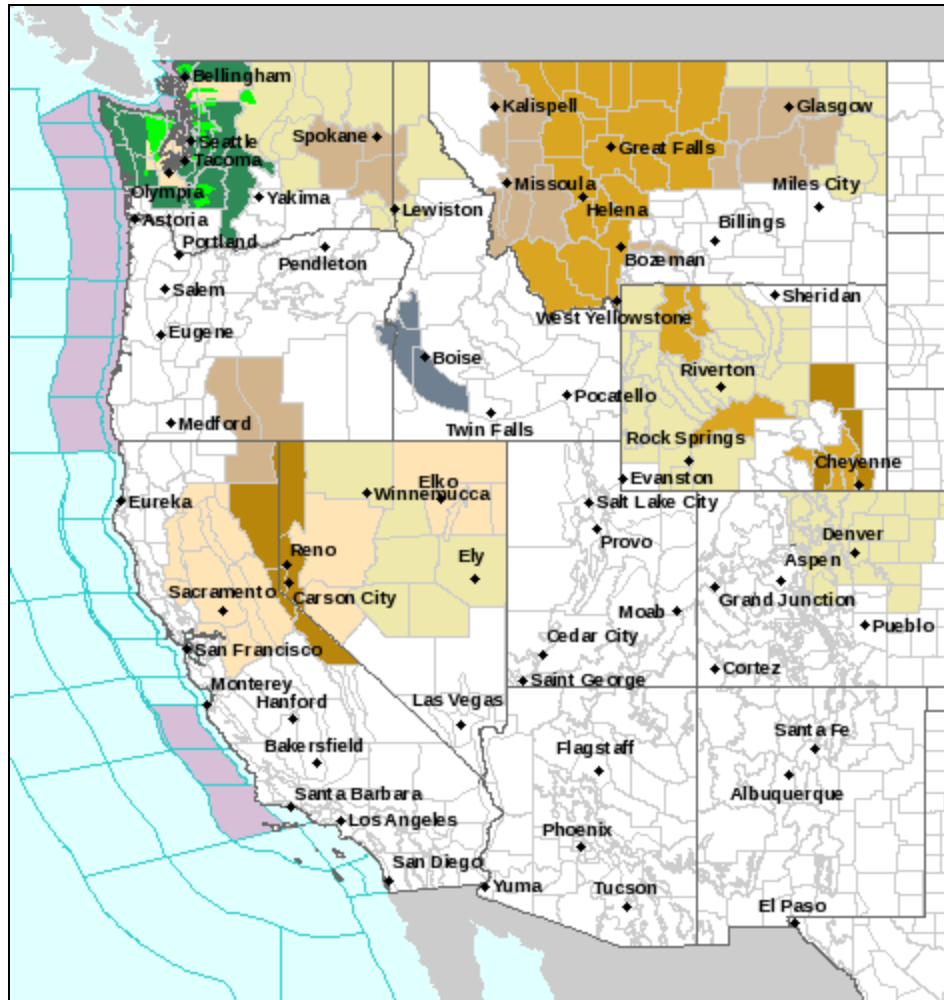 Bellingham
Kalispell
Glasgow
Spokane
Seattle
Great Falls
Tacoma
Missoula
Miles City
Olympia
Yakima
Helena
Lewiston
Astoria
Billings
Portland
Pendleton
Bozeman
Salem
Sheridan
West Yellowstone
Eugene
Boise
Riverton
Pocatello
Medford
Twin Falls
Rock Springs
Cheyenne
Evanston
Elko
Winnemucca
Eureka
Salt Lake City
Denver
Provo
Reno
Ely
Aspen
Sacramento
Carson City
Grand Junction
Moab
Pueblo
Cedar City
San Francisco
Cortez
Saint George
Monterey
Hanford
Las Vegas
Santa Fe
Bakersfield
Flagstaff
Albuquerque
Santa Barbara
Los Angeles
Phoenix
San Diego
Yuma
Tucson
El Paso